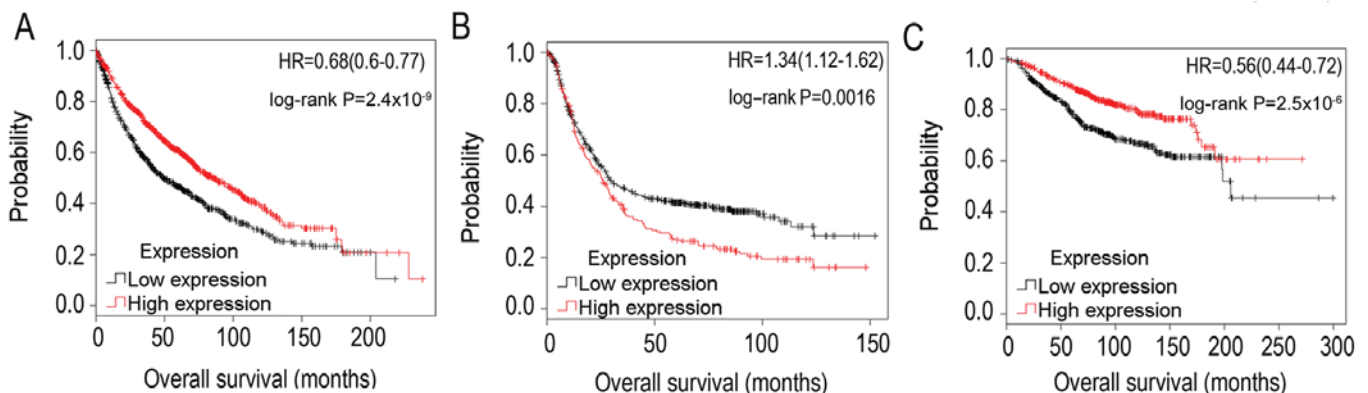 A
HR=0.68(0.6-0.77)
log-rank P=2.4x10⁻⁹
Probability
1.0
0.8
0.6
0.4
0.2
0.0
Expression
Low expression
High expression
0 50 100 150 200
Overall survival (months)
B
HR=1.34(1.12-1.62)
log-rank P=0.0016
Probability
1.0
0.8
0.6
0.4
0.2
0.0
Expression
Low expression
High expression
0 50 100 150
Overall survival (months)
C
HR=0.56(0.44-0.72)
log-rank P=2.5x10⁻⁶
Probability
1.0
0.8
0.6
0.4
0.2
0.0
Expression
Low expression
High expression
0 50 100 150 200 250 300
Overall survival (months)